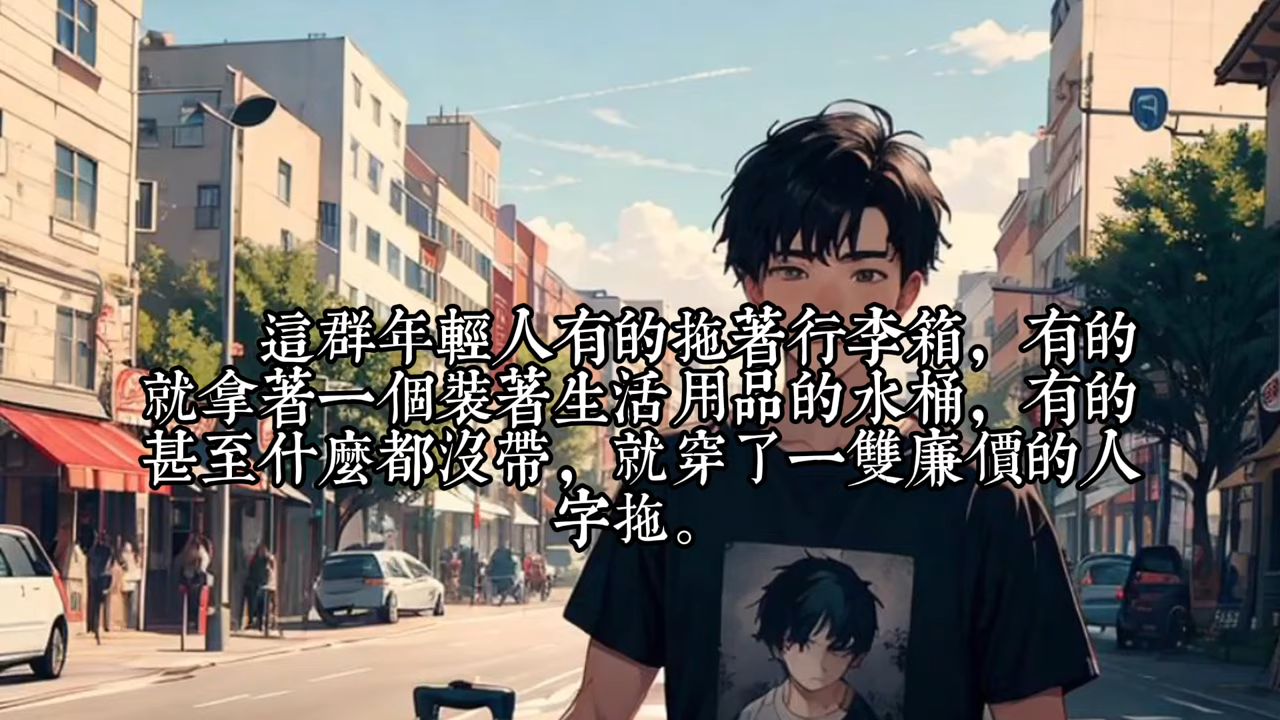 這群年輕人有的拖著行李箱，有的
就拿著一個裝著生活用品的水桶，有的
甚至什麼都沒帶，就穿了一雙廉價的人
字拖。